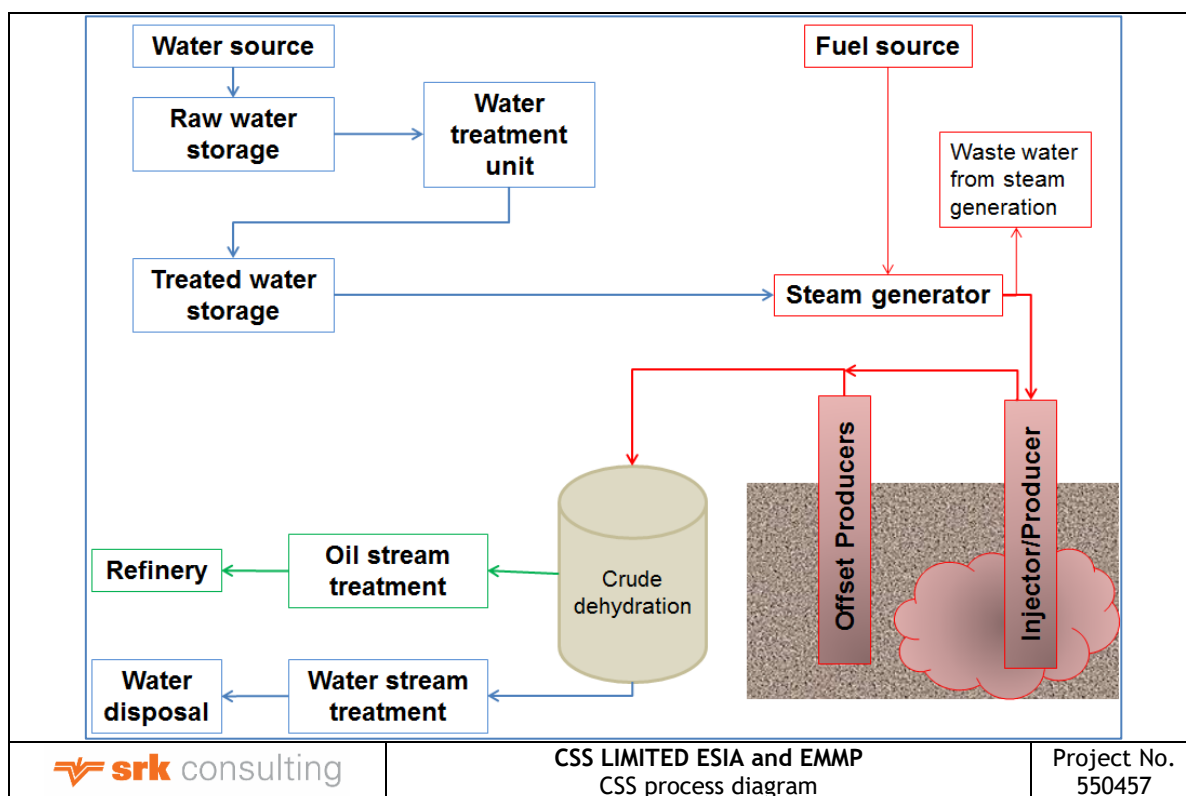 Water source
Fuel source
Raw water
storage
Water
treatment
unit
Waste water
from steam
generation
Treated water
storage
Steam generator
Offset Producers
Injector/Producer
Crude
dehydration
Refinery
Oil stream
treatment
Water
disposal
Water stream
treatment
srk consulting
CSS LIMITED ESIA and EMMP
CSS process diagram
Project No.
550457